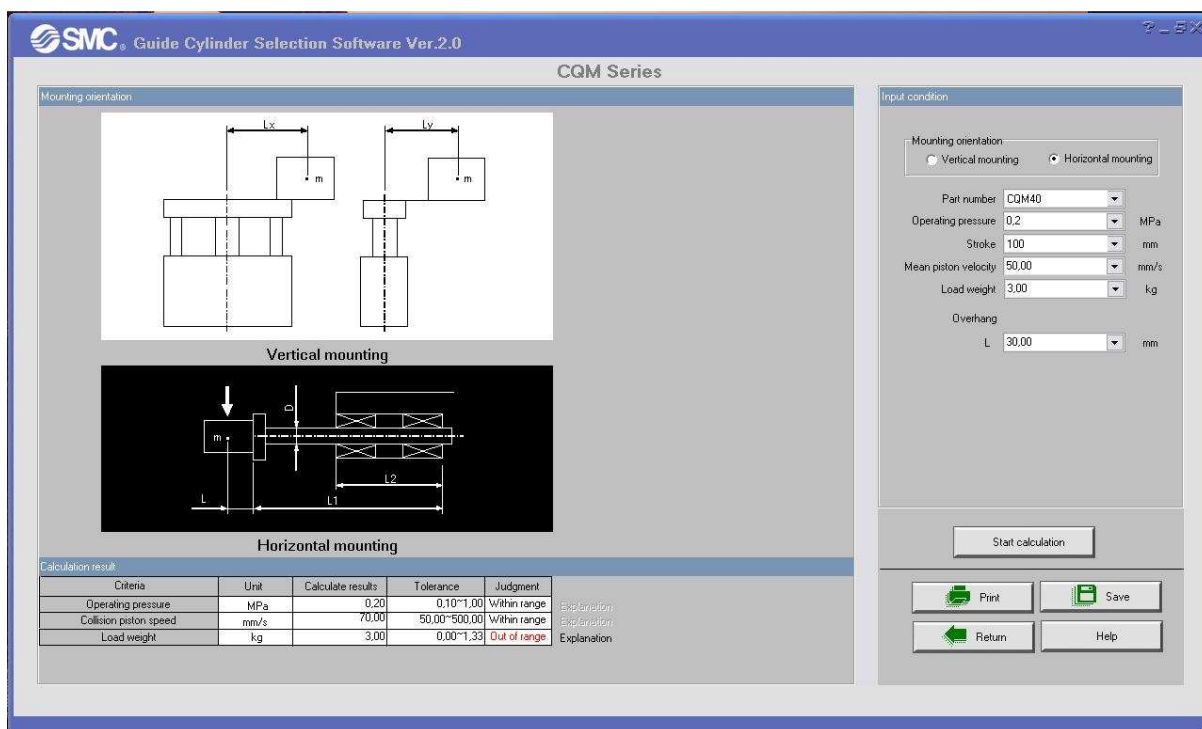 SMC® Guide Cylinder Selection Software Ver.2.0
CQM Series
Mounting orientation
Lx
Ly
m
m
Vertical mounting
D
m
L2
L
L1
Horizontal mounting
Calculation result
Criteria Unit Calculate results Tolerance Judgment
Operating pressure MPa 0,20 0,10~1,00 Within range Explanation
Collision piston speed mm/s 70,00 50,00~500,00 Within range Explanation
Load weight kg 3,00 0,00~1,33 Out of range Explanation
Input condition
Mounting orientation
Vertical mounting Horizontal mounting
Part number CQM40
Operating pressure 0,2 MPa
Stroke 100 mm
Mean piston velocity 50,00 mm/s
Load weight 3,00 kg
Overhang
L 30,00 mm
Start calculation
Print Save
Return Help